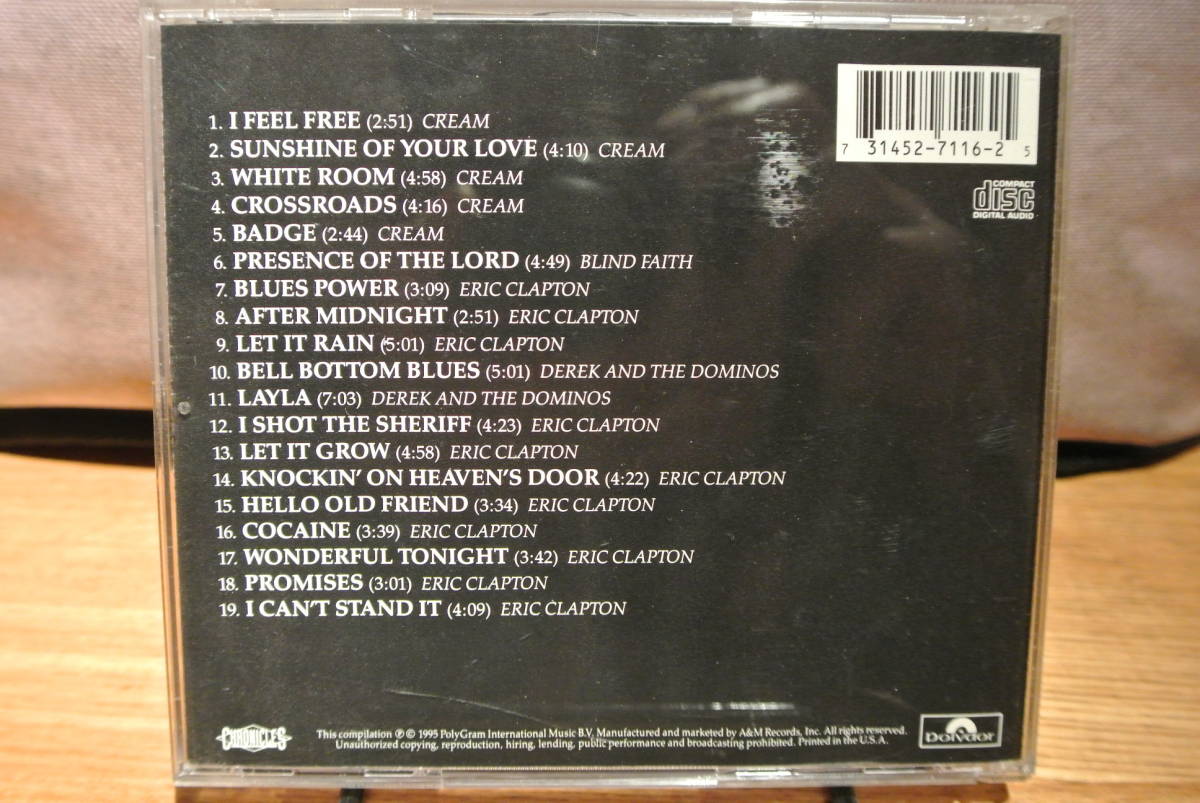 1. I FEEL FREE (2:51) CREAM
2. SUNSHINE OF YOUR LOVE (4:10) CREAM
3. WHITE ROOM (4:58) CREAM
4. CROSSROADS (4:16) CREAM
5. BADGE (2:44) CREAM
6. PRESENCE OF THE LORD (4:49) BLIND FAITH
7. BLUES POWER (3:09) ERIC CLAPTON
8. AFTER MIDNIGHT (2:51) ERIC CLAPTON
9. LET IT RAIN (5:01) ERIC CLAPTON
10. BELL BOTTOM BLUES (5:01) DEREK AND THE DOMINOS
11. LAYLA (7:03) DEREK AND THE DOMINOS
12. I SHOT THE SHERIFF (4:23) ERIC CLAPTON
13. LET IT GROW (4:58) ERIC CLAPTON
14. KNOCKIN' ON HEAVEN'S DOOR (4:22) ERIC CLAPTON
15. HELLO OLD FRIEND (3:34) ERIC CLAPTON
16. COCAINE (3:39) ERIC CLAPTON
17. WONDERFUL TONIGHT (3:42) ERIC CLAPTON
18. PROMISES (3:01) ERIC CLAPTON
19. I CAN'T STAND IT (4:09) ERIC CLAPTON
7 31452-7116-2 5
COMPACT
disc
DIGITAL AUDIO
CHRONICLES
This compilation ℗ © 1995 PolyGram International Music B.V. Manufactured and marketed by A&M Records, Inc. All rights reserved.
Unauthorized copying, reproduction, hiring, lending, public performance and broadcasting prohibited. Printed in the U.S.A.
Polydor